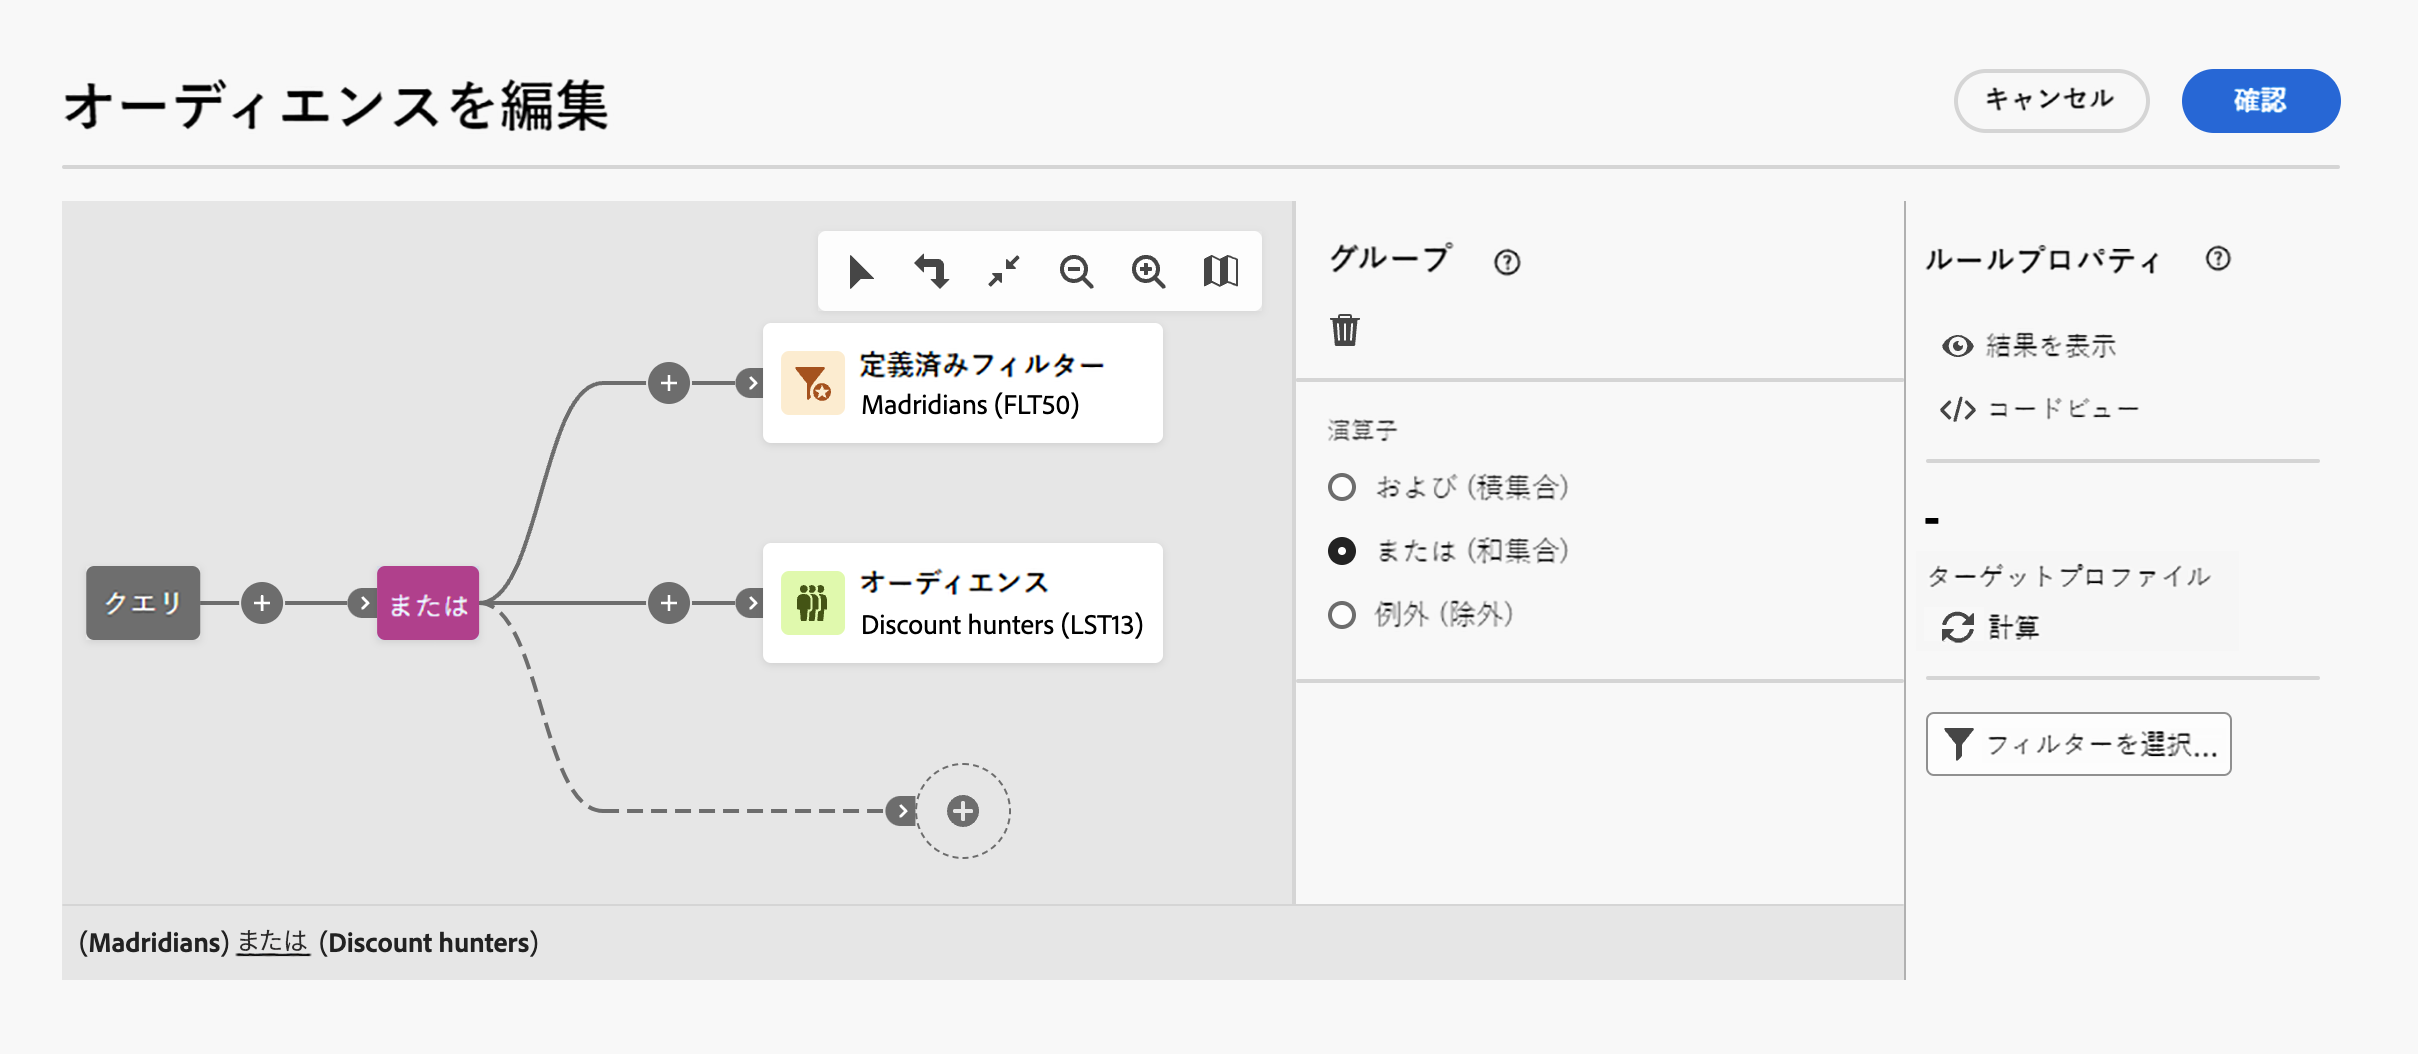 オーディエンスを編集
キャンセル
確認
定義済みフィルター
Madridians (FLT50)
クエリ
または
オーディエンス
Discount hunters (LST13)
(Madridians) または (Discount hunters)
グループ
演算子
および (積集合)
または (和集合)
例外 (除外)
ルールプロパティ
結果を表示
コードビュー
-
ターゲットプロファイル
計算
フィルターを選択...